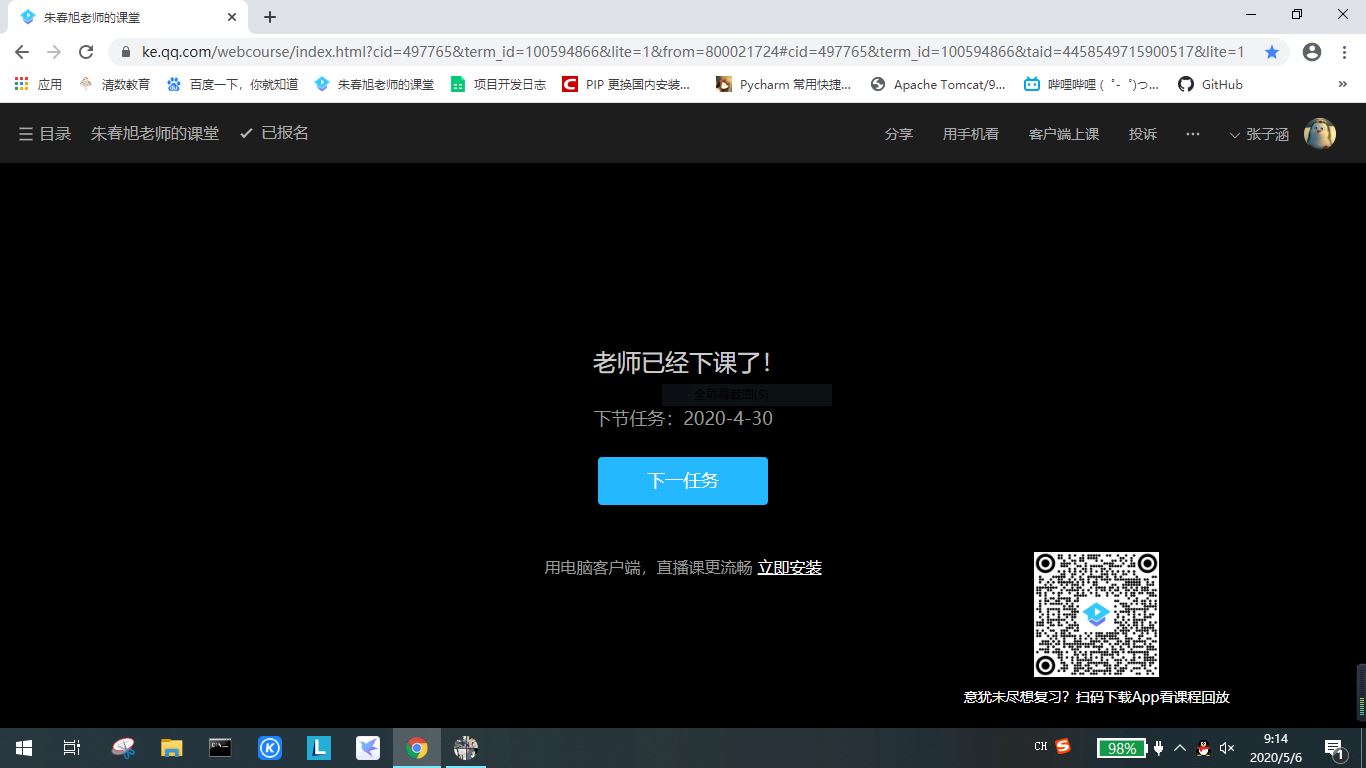 朱春旭老师的课堂
ke.qq.com/webcourse/index.html?cid=497765&term_id=100594866&lite=1&from=800021724#cid=497765&term_id=100594866&taid=4458549715900517&lite=1
应用 清数教育 百度一下，你就知道 朱春旭老师的课堂 项目开发日志 PIP 更换国内安装... Pycharm 常用快捷... Apache Tomcat/9... 哔哩哔哩 ( ゜- ゜)つ... GitHub »
目录 朱春旭老师的课堂 已报名 分享 用手机看 客户端上课 投诉 ··· 张子涵
老师已经下课了！
全屏幕截图(S)
下节任务：2020-4-30
下一任务
用电脑客户端，直播课更流畅 立即安装
意犹未尽想复习？扫码下载App看课程回放
CH 98% 9:14
2020/5/6
1